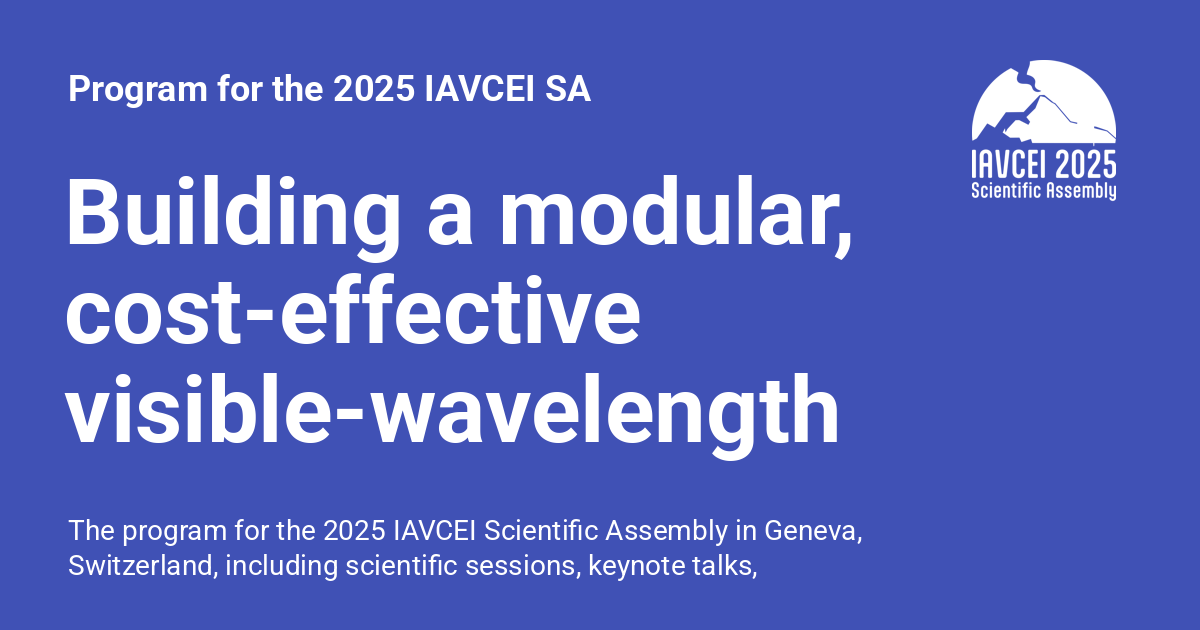 Program for the 2025 IAVCEI SA
IAVCEI 2025
Scientific Assembly
Building a modular,
cost-effective
visible-wavelength
The program for the 2025 IAVCEI Scientific Assembly in Geneva,
Switzerland, including scientific sessions, keynote talks,